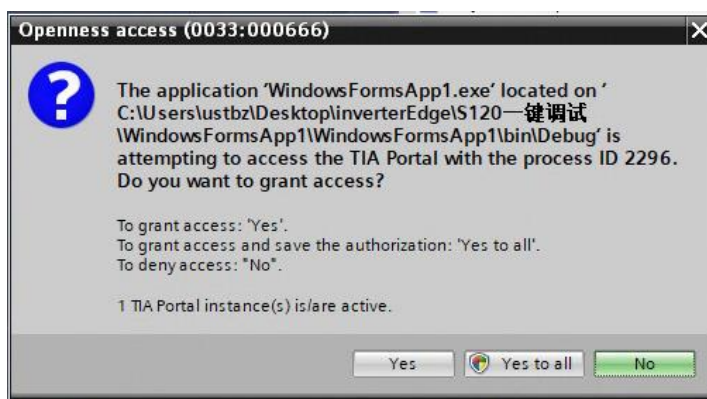 Openness access (0033:000666)
The application ‘WindowsFormsApp1.exe’ located on ‘
C:\Users\ustbz\Desktop\inverterEdge\S120一键调试
\WindowsFormsApp1\WindowsFormsApp1\bin\Debug’ is
attempting to access the TIA Portal with the process ID 2296.
Do you want to grant access?
To grant access: 'Yes'.
To grant access and save the authorization: 'Yes to all'.
To deny access: "No".
1 TIA Portal instance(s) is/are active.
Yes
Yes to all
No